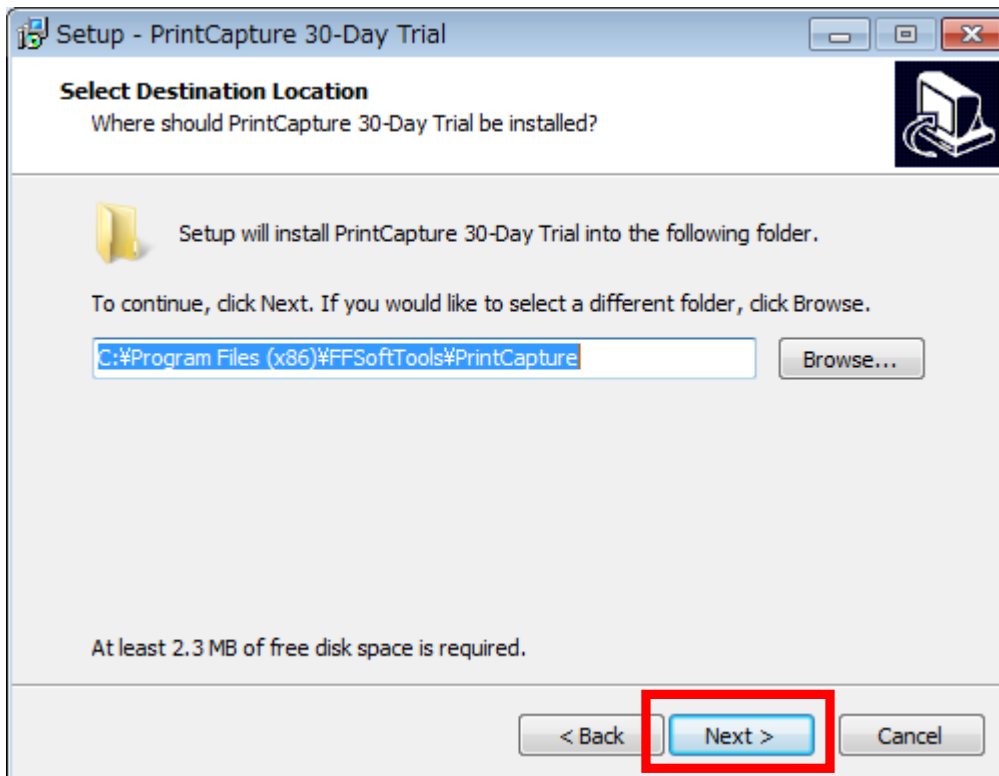 Setup - PrintCapture 30-Day Trial
Select Destination Location
Where should PrintCapture 30-Day Trial be installed?
Setup will install PrintCapture 30-Day Trial into the following folder.
To continue, click Next. If you would like to select a different folder, click Browse.
C:¥Program Files (x86)¥FFSoftTools¥PrintCapture
Browse...
At least 2.3 MB of free disk space is required.
< Back
Next >
Cancel